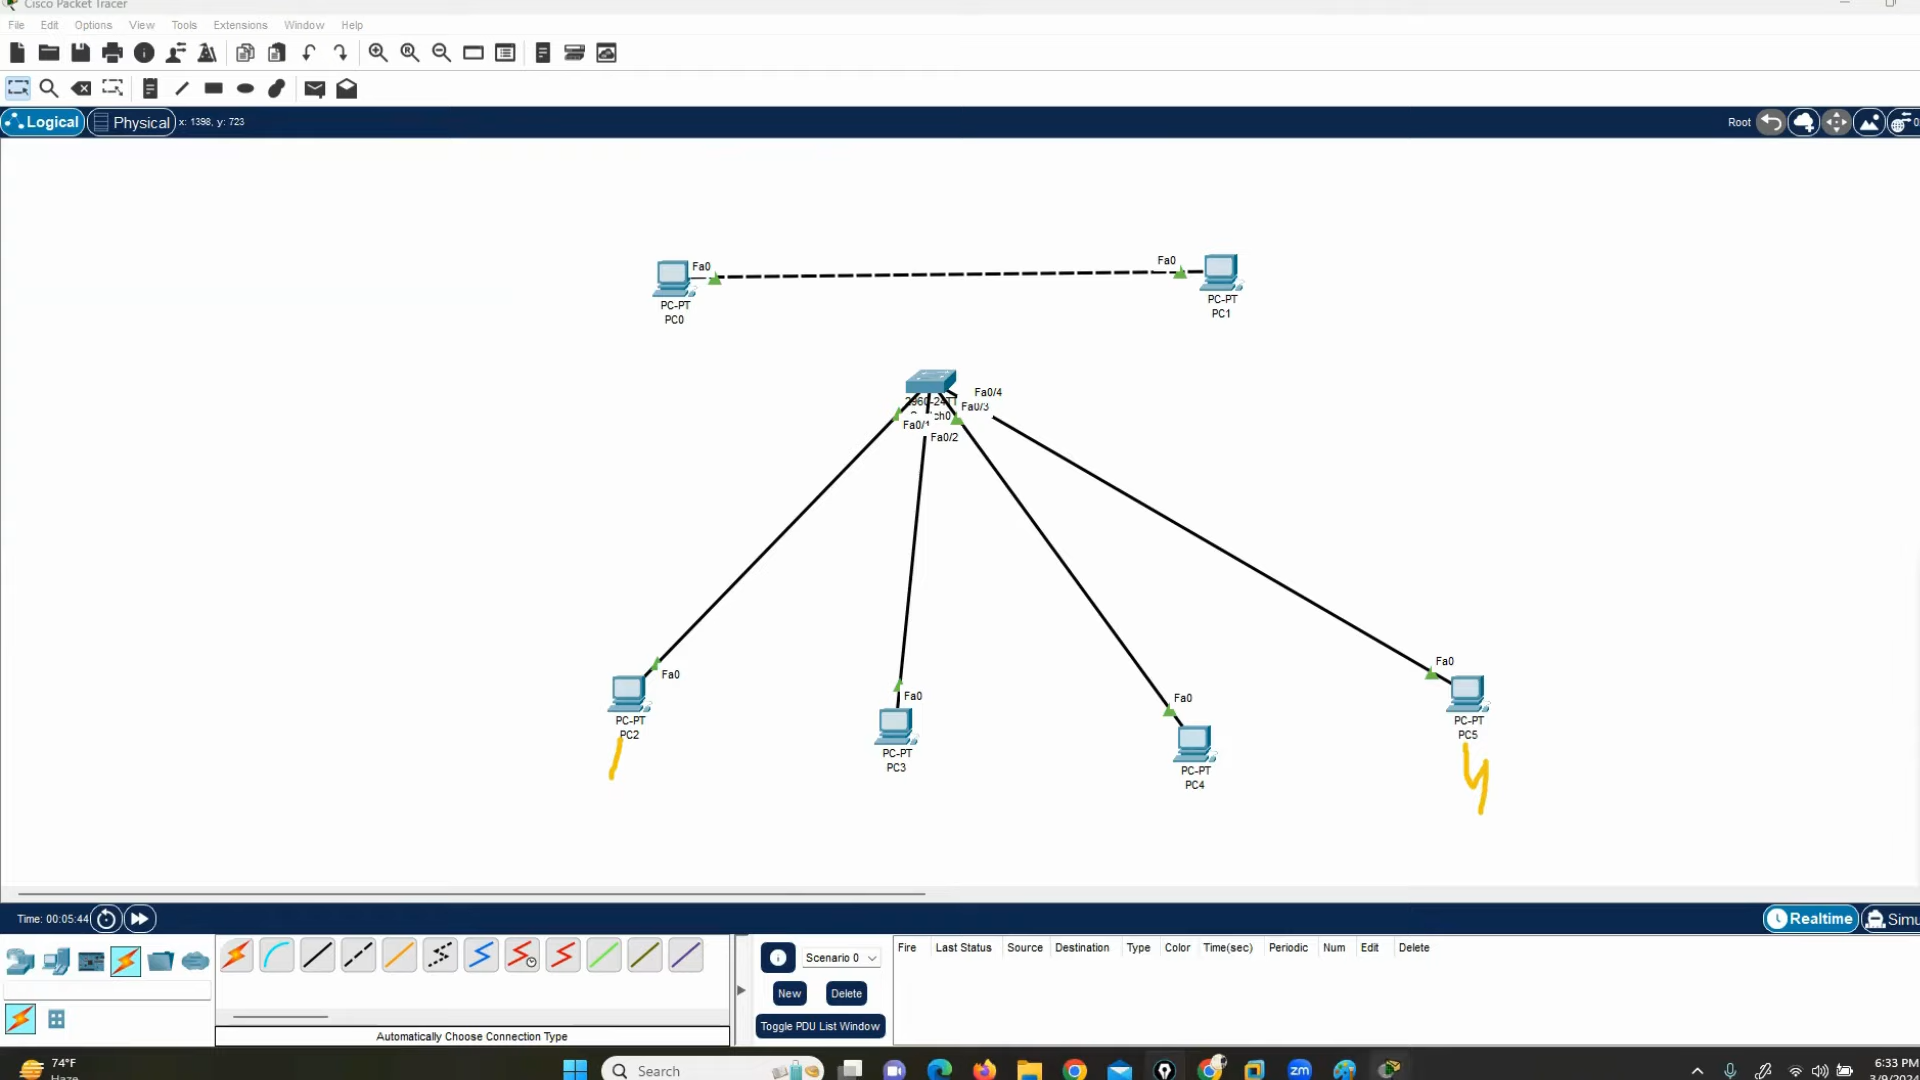 Cisco Packet Tracer
File Edit Options View Tools Extensions Window Help
Logical Physical x: 1398, y: 723 Root
Fa0 Fa0
PC-PT
PC0
PC-PT
PC1
Fa0/4
Fa0/3
Fa0/1
Fa0/2
Fa0
PC-PT
PC2
Fa0
PC-PT
PC3
Fa0
PC-PT
PC4
Fa0
PC-PT
PC5
4
Time: 00:05:44 Realtime Simu
Scenario 0
New Delete
Toggle PDU List Window
Fire Last Status Source Destination Type Color Time(sec) Periodic Num Edit Delete
Automatically Choose Connection Type
74°F
Haze
Search
zm
6:33 PM